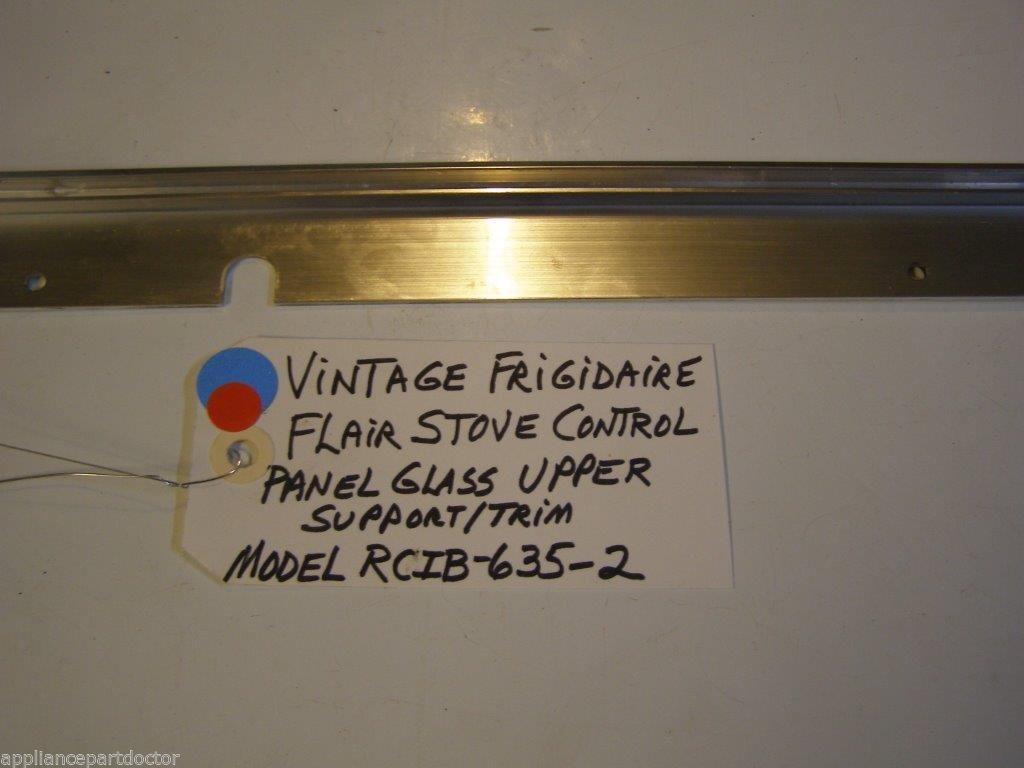 VINTAGE FRIGIDAIRE
FLAIR STOVE CONTROL
PANEL GLASS UPPER
SUPPORT/TRIM
MODEL RCIB-635-2
appliancepartdoctor